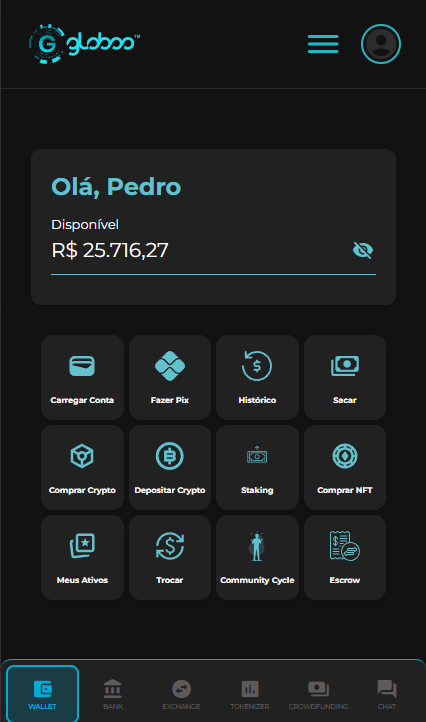 G globoo™
Olá, Pedro
Disponível
R$ 25.716,27
Carregar Conta
Fazer Pix
Histórico
Sacar
Comprar Crypto
Depositar Crypto
Staking
Comprar NFT
Meus Ativos
Trocar
Community Cycle
Escrow
WALLET
BANK
EXCHANGE
TOKENIZER
CROWDFUNDING
CHAT